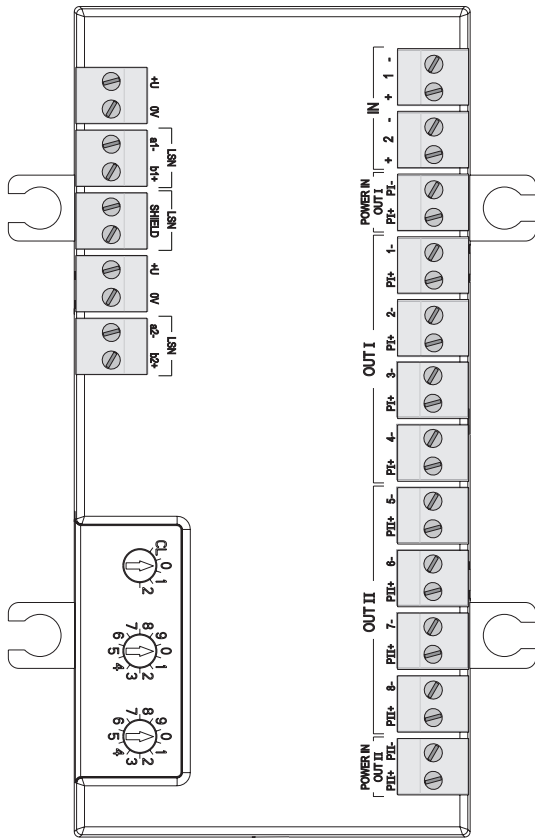 +U
0V
a1-
b1+
LSN
SHIELD
LSN
+U
0V
a2-
b2+
LSN
CL 0 1 2
0 1 2 3 4 5 6 7 8 9
0 1 2 3 4 5 6 7 8 9
IN
- 1 +
- 2 +
POWER IN
OUT I
PI-
PI+
OUT I
1-
PI+
2-
PI+
3-
PI+
4-
PI+
OUT II
5-
PII+
6-
PII+
7-
PII+
8-
PII+
POWER IN
OUT II
PII-
PII+